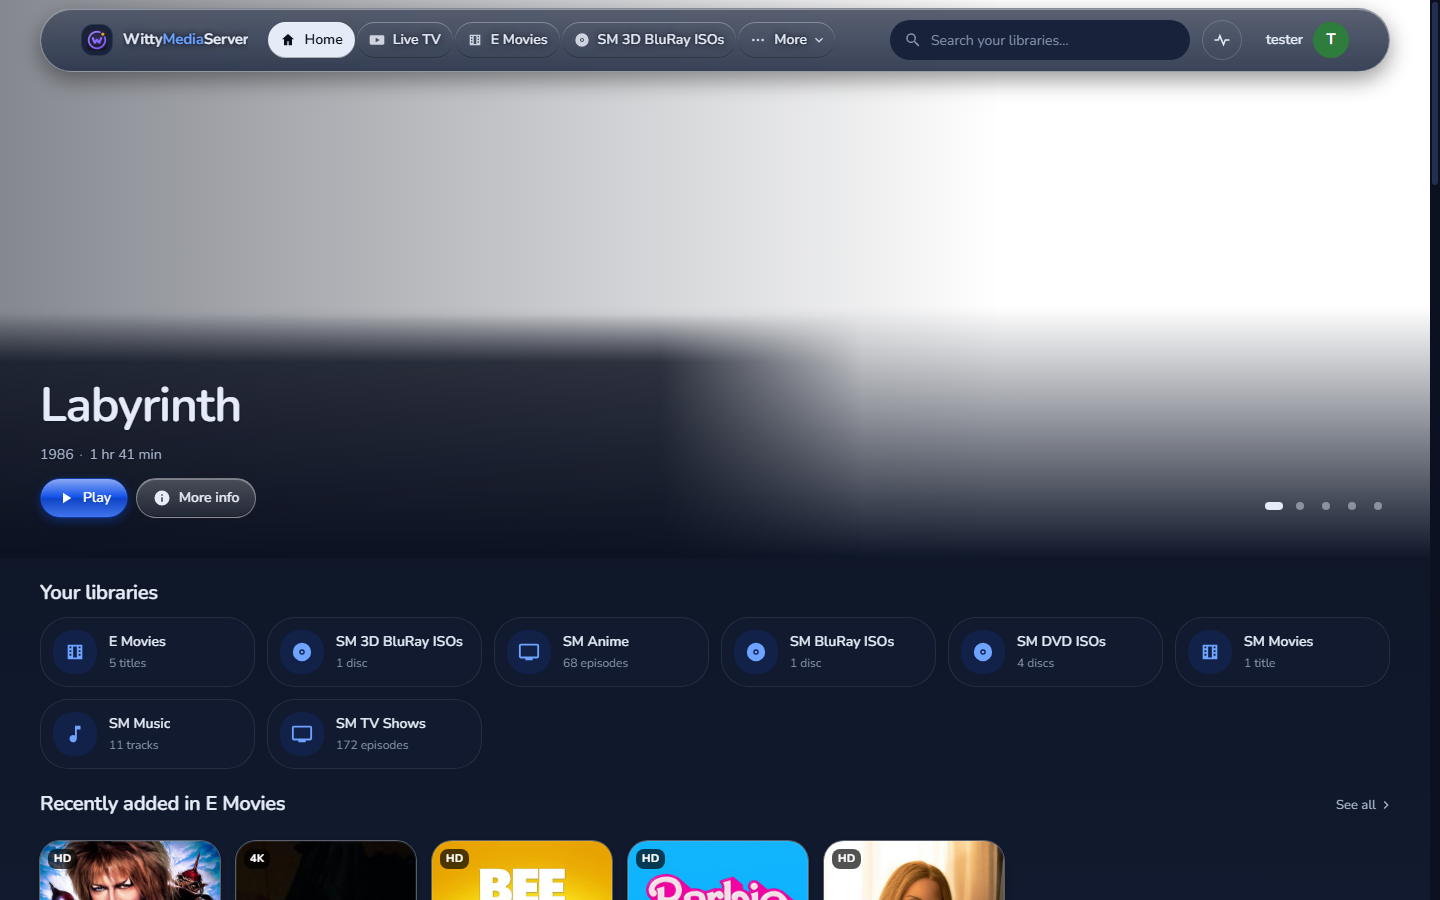 WittyMediaServer
Home
Live TV
E Movies
SM 3D BluRay ISOs
More
Search your libraries...
tester
T
Labyrinth
1986 · 1 hr 41 min
Play
More info
Your libraries
E Movies
5 titles
SM 3D BluRay ISOs
1 disc
SM Anime
68 episodes
SM BluRay ISOs
1 disc
SM DVD ISOs
4 discs
SM Movies
1 title
SM Music
11 tracks
SM TV Shows
172 episodes
Recently added in E Movies
See all
HD
4K
HD
BEE
HD
Barbie
HD